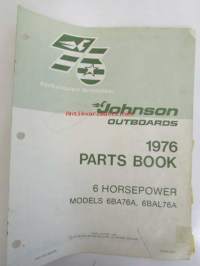 Johnson
OUTBOARDS
1976
PARTS BOOK
6 HORSEPOWER
MODELS 6BA76A, 6BAL76A